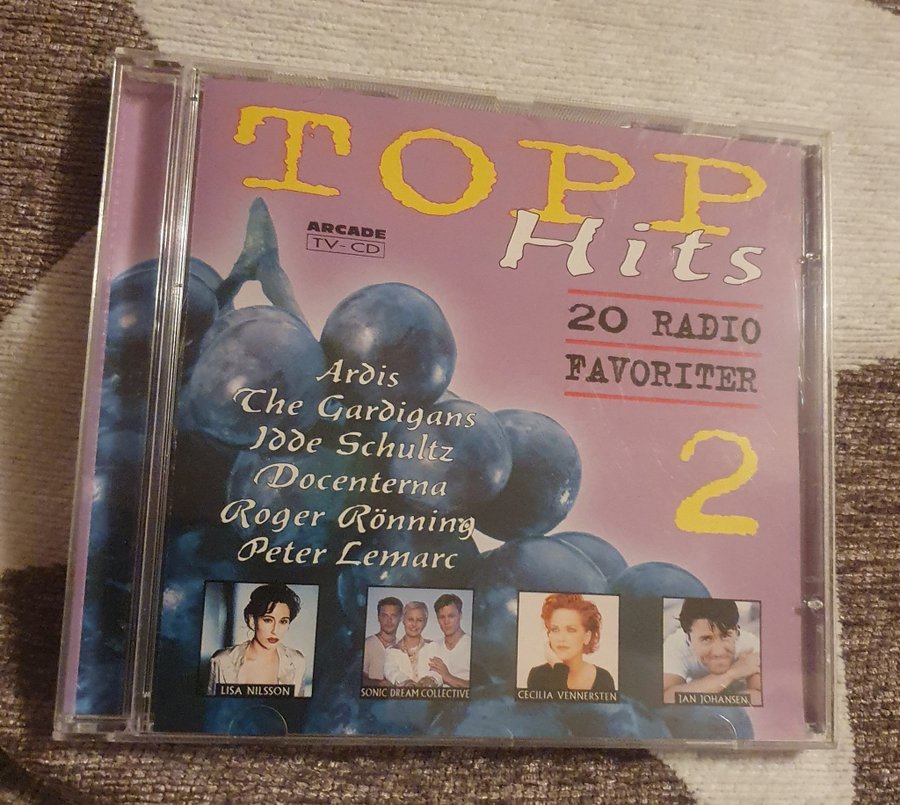 TOPP
Hits
ARCADE
TV-CD
20 RADIO
FAVORITER
2
Ardis
The Cardigans
Idde Schultz
Docenterna
Roger Rönning
Peter Lemarc
LISA NILSSON
SONIC DREAM COLLECTIVE
CECILIA VENNERSTEN
JAN JOHANSEN